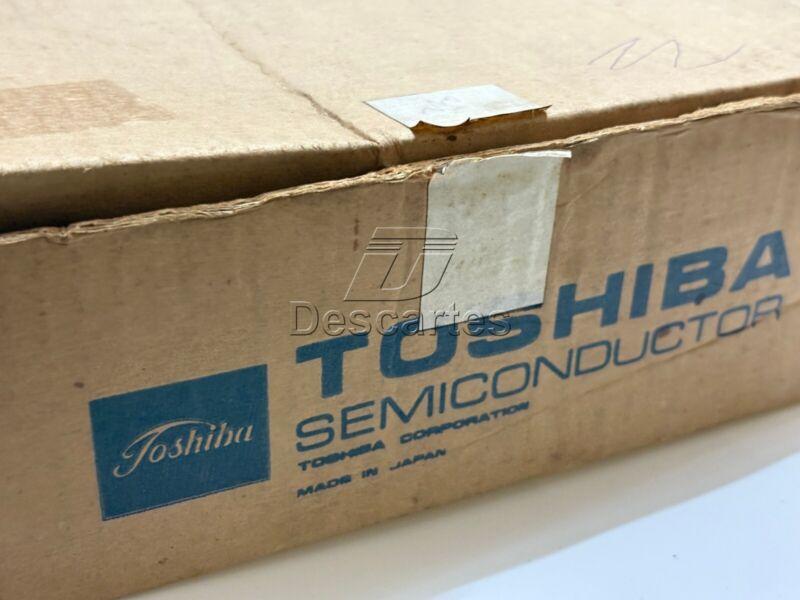 Descartes
TOSHIBA
SEMICONDUCTOR
TOSHIBA CORPORATION
MADE IN JAPAN
Toshiba